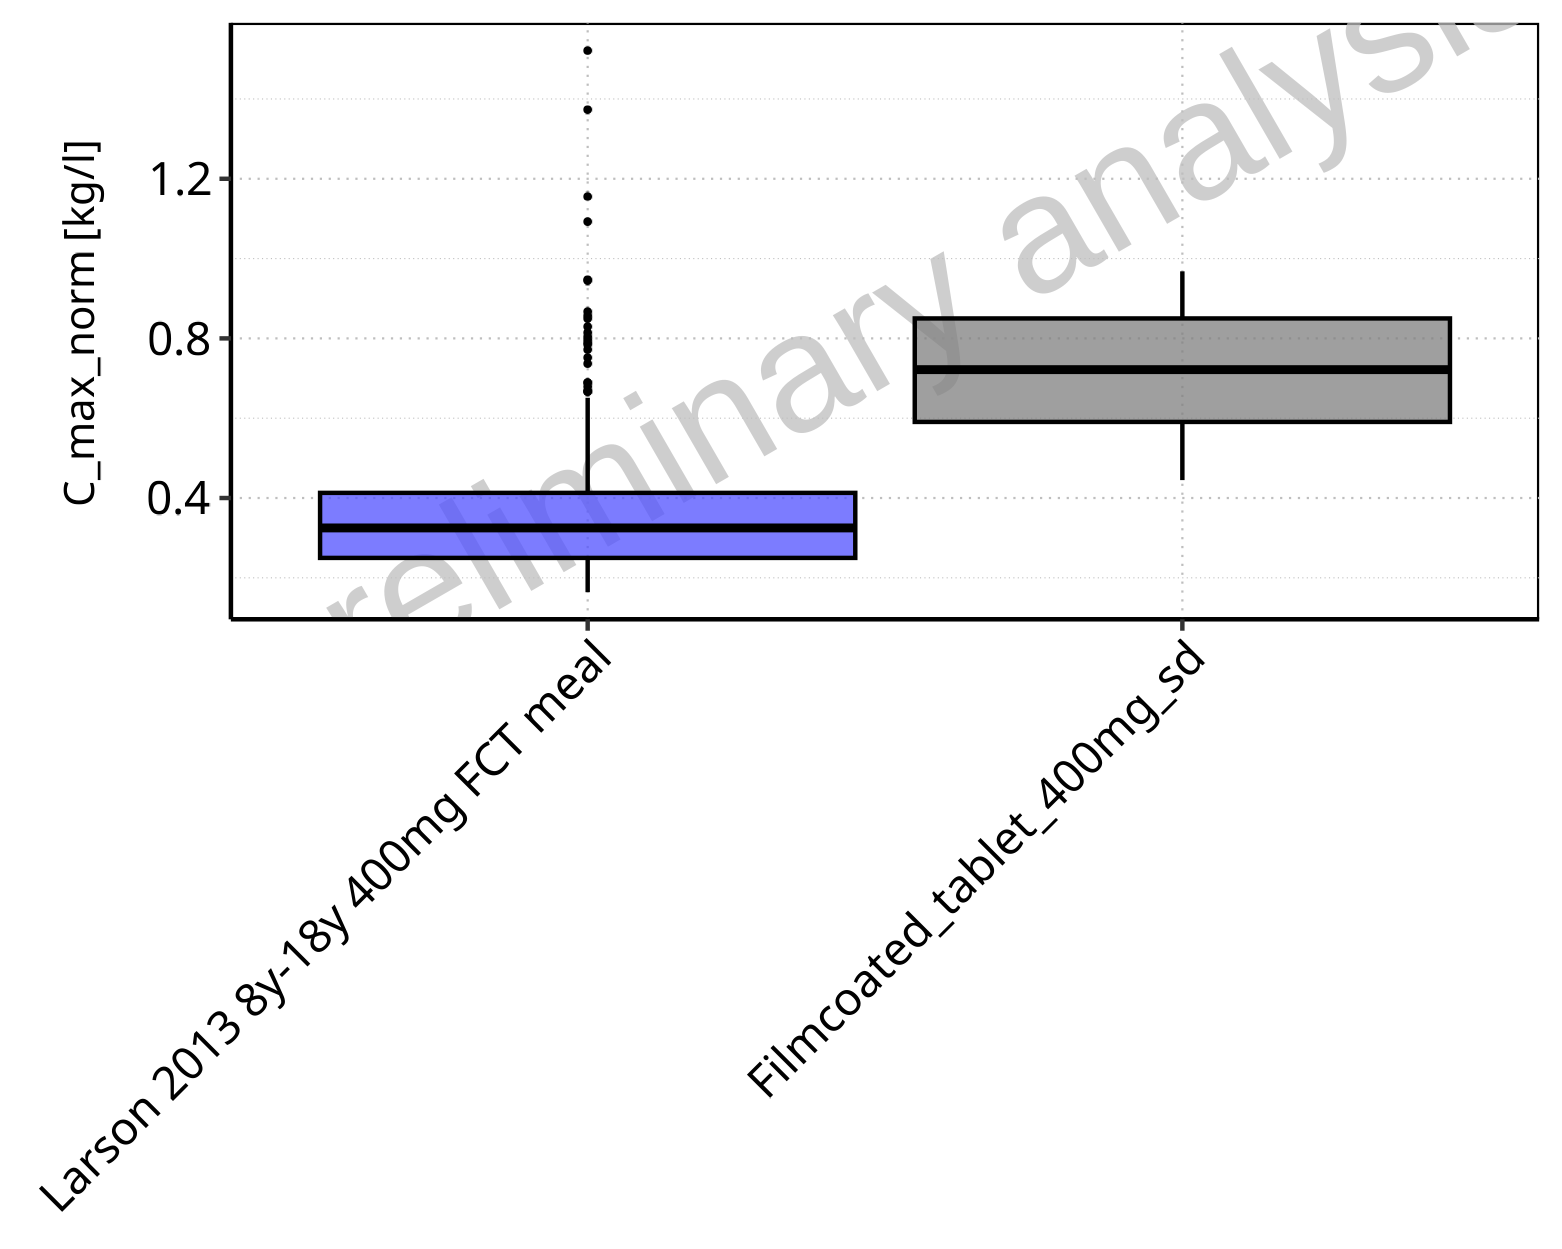 C_max_norm [kg/l]
1.2
0.8
0.4
reliminary analysis
Larson 2013 8y-18y 400mg FCT meal
Filmcoated_tablet_400mg_sd